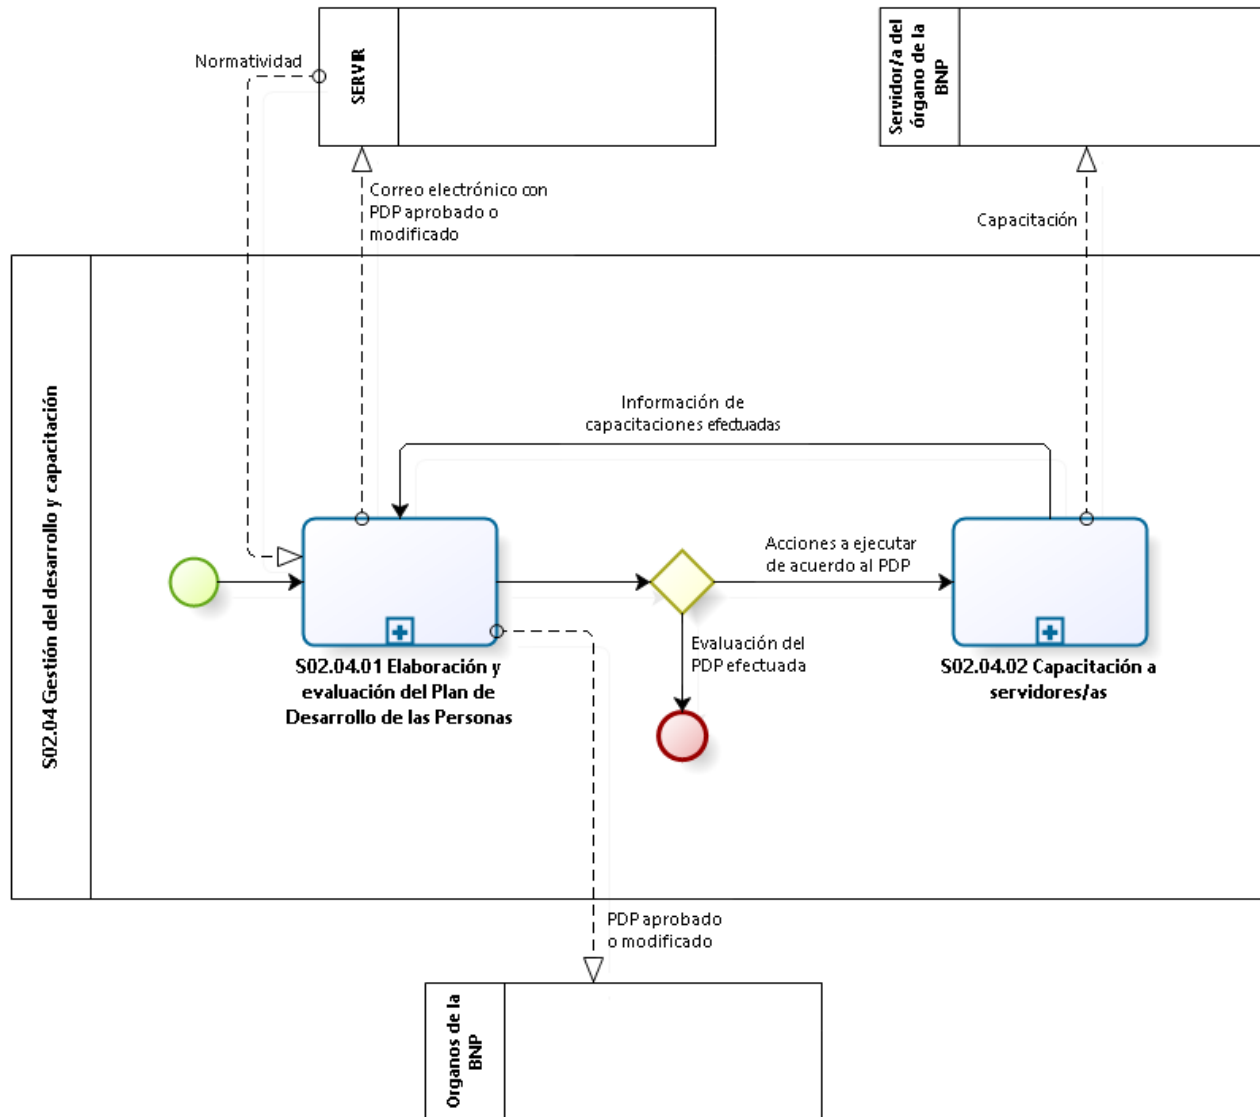 Normatividad
SERVIR
Servidor/a del
órgano de la
BNP
Correo electrónico con
PDP aprobado o
modificado
Capacitación
S02.04 Gestión del desarrollo y capacitación
Información de
capacitaciones efectuadas
Acciones a ejecutar
de acuerdo al PDP
Evaluación del
PDP efectuada
S02.04.01 Elaboración y
evaluación del Plan de
Desarrollo de las Personas
S02.04.02 Capacitación a
servidores/as
PDP aprobado
o modificado
Organos de la
BNP